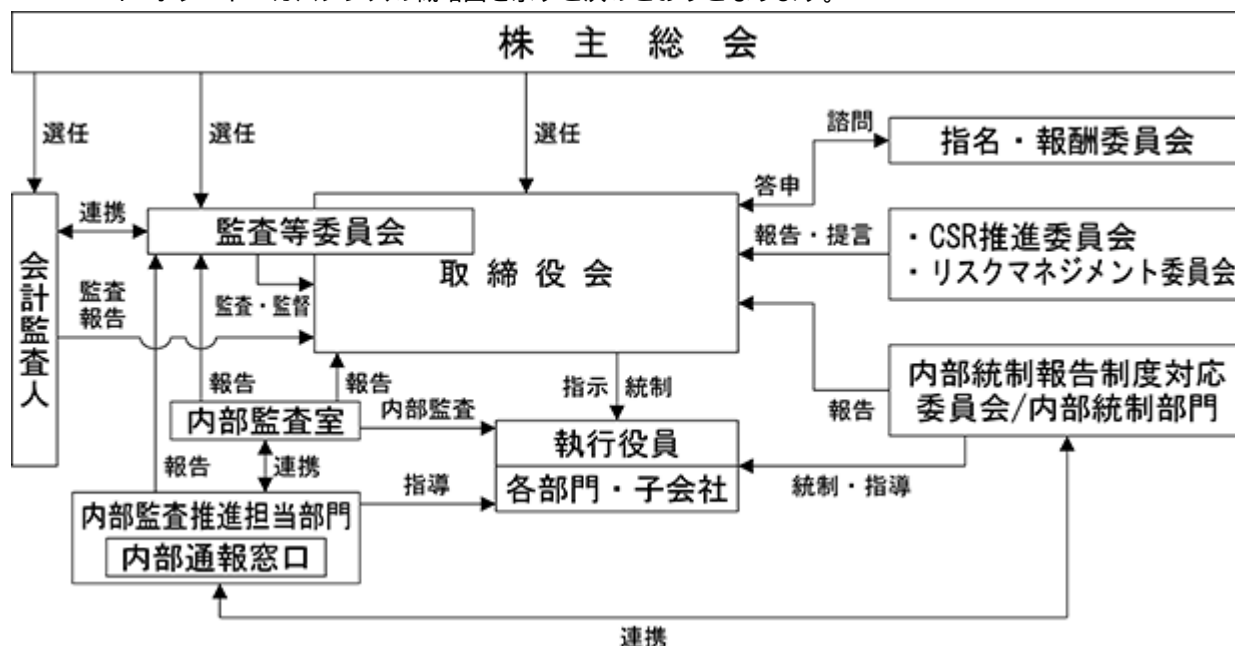 株主総会
選任
選任
選任
諮問
指名・報酬委員会
答申
連携
監査等委員会
報告・提言
・CSR推進委員会
・リスクマネジメント委員会
取締役会
会計監査人
監査
報告
監査・監督
報告
報告
指示
統制
報告
内部統制報告制度対応
委員会/内部統制部門
内部監査室
内部監査
執行役員
各部門・子会社
報告
連携
指導
統制・指導
内部監査推進担当部門
内部通報窓口
連携